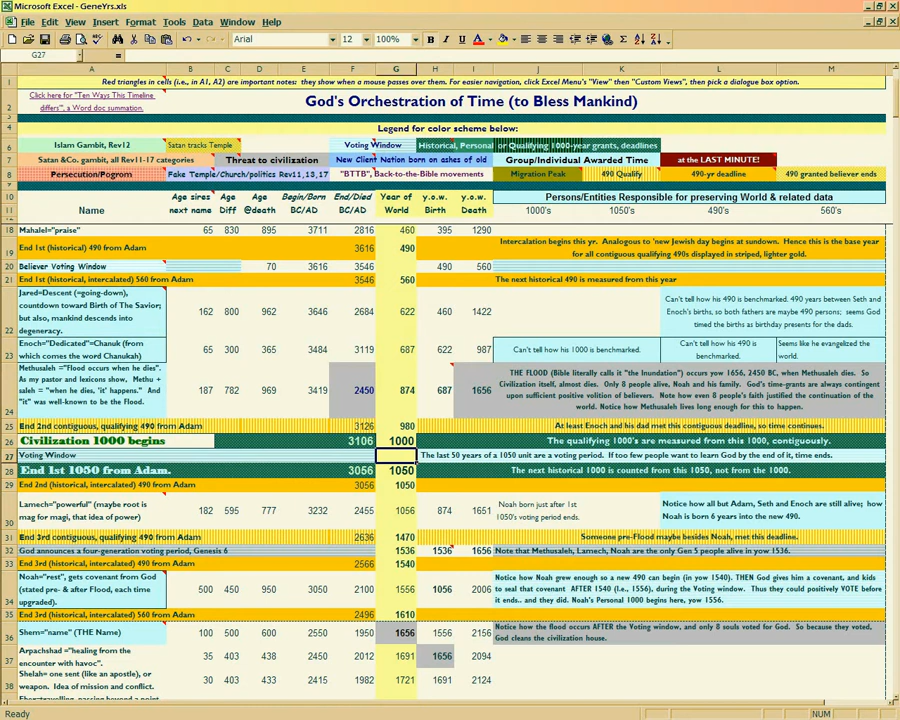 Microsoft Excel - GeneYrs.xls
File Edit View Insert Format Tools Data Window Help
Arial 12 100% B I U
G27 =
A B C D E F G H I J K L M
1 Red triangles in cells (i.e., in A1, A2) are important notes: they show when a mouse passes over them. For easier navigation, click Excel Menu's "View" then "Custom Views", then pick a dialogue box option.
Click here for "Ten Ways This Timeline
2 differs", a Word doc summation. God's Orchestration of Time (to Bless Mankind)
3
4 Legend for color scheme below:
6 Islam Gambit, Rev12 Satan tracks Temple Voting Window Historical, Personal or Qualifying 1000-year grants, deadlines
7 Satan &Co. gambit, all Rev11-17 categories Threat to civilization New Client Nation born on ashes of old Group/Individual Awarded Time at the LAST MINUTE!
8 Persecution/Pogrom Fake Temple/Church/politics Rev11,13,17 "BTTB", Back-to-the-Bible movements Migration Peak 490 Qualify 490-yr deadline 490 granted believer ends
10 Age sires Age Age Begin/Born End/Died Year of y.o.w. y.o.w. Persons/Entities Responsible for preserving World & related data
11 Name next name Diff @death BC/AD BC/AD World Birth Death 1000's 1050's 490's 560's
18 Mahalel="praise" 65 830 895 3711 2816 460 395 1290
19 End 1st (historical) 490 from Adam 3616 490 Intercalation begins this yr. Analogous to 'new Jewish day begins at sundown. Hence this is the base year
for all contiguous qualifying 490s displayed in striped, lighter gold.
20 Believer Voting Window 70 3616 3546 490 560
21 End 1st (historical, intercalated) 560 from Adam 3546 560 The next historical 490 is measured from this year
Jared=Descent (=going-down),
countdown toward Birth of The Savior;
but also, mankind descends into
degeneracy.
22 162 800 962 3646 2684 622 460 1422 Can't tell how his 490 is benchmarked. 490 years between Seth and
Enoch's births, so both fathers are maybe 490 persons; seems God
timed the births as birthday presents for the dads.
23 Enoch="Dedicated"=Chanuk (from
which comes the word Chanukah) 65 300 365 3484 3119 687 622 987 Can't tell how his 1000 is benchmarked. Can't tell how his 490 is
benchmarked. Seems like he evangelized the
world.
Methusaleh ="Flood occurs when he dies".
As my pastor and lexicons show, Methu +
saleh = "when he dies, 'it' happens." And
"it" was well-known to be the Flood.
24 187 782 969 3419 2450 874 687 1656 THE FLOOD (Bible literally calls it "the Inundation") occurs yow 1656, 2450 BC, when Methusaleh dies. So
Civilization itself, almost dies. Only 8 people alive, Noah and his family. God's time-grants are always contingent
upon sufficient positive volition of believers. Note how even 8 people's faith justified the continuation of the
world. Notice how Methusaleh lives long enough for this to happen.
25 End 2nd contiguous, qualifying 490 from Adam 3126 980 At least Enoch and his dad met this contiguous deadline, so time continues.
26 Civilization 1000 begins 3106 1000 The qualifying 1000's are measured from this 1000, contiguously.
27 Voting Window The last 50 years of a 1050 unit are a voting period. If too few people want to learn God by the end of it, time ends.
28 End 1st 1050 from Adam. 3056 1050 The next historical 1000 is counted from this 1050, not from the 1000.
29 End 2nd (historical) 490 from Adam 3056 1050
30 Lamech="powerful" (maybe root is
mag for magi, that idea of power) 182 595 777 3232 2455 1056 874 1651 Noah born just after 1st
1050's voting period ends. Notice how all but Adam, Seth and Enoch are still alive; how
Noah is born 6 years into the new 490.
31 End 3rd contiguous, qualifying 490 from Adam 2636 1470 Someone pre-Flood maybe besides Noah, met this deadline.
32 God announces a four-generation voting period, Genesis 6 1536 1536 1656 Note that Methusaleh, Lamech, Noah are the only Gen 5 people alive in yow 1536.
33 End 3rd (historical) 490 from Adam 2566 1540
34 Noah="rest", gets covenant from God
(stated pre- & after Flood, each time
upgraded). 500 450 950 3050 2100 1556 1056 2006 Notice how Noah grew enough so a new 490 can begin (in yow 1540). THEN God gives him a covenant, and kids
to seal that covenant AFTER 1540 (i.e., 1556), during the Voting Window. Thus they could positively VOTE before
it ends.. and they did. Noah's Personal 1000 begins here, yow 1556.
35 End 3rd (historical, intercalated) 560 from Adam 2496 1610
36 Shem="name" (THE Name) 100 500 600 2550 1950 1656 1556 2156 Notice how the flood occurs AFTER the Voting window, and only 8 souls voted for God. So because they voted,
God cleans the civilization house.
37 Arpachshad ="healing from the
encounter with havoc". 35 403 438 2450 2012 1691 1656 2094
38 Shelah= one sent (like an apostle), or
weapon. Idea of mission and conflict. 30 403 433 2415 1982 1721 1691 2124
Ready NUM